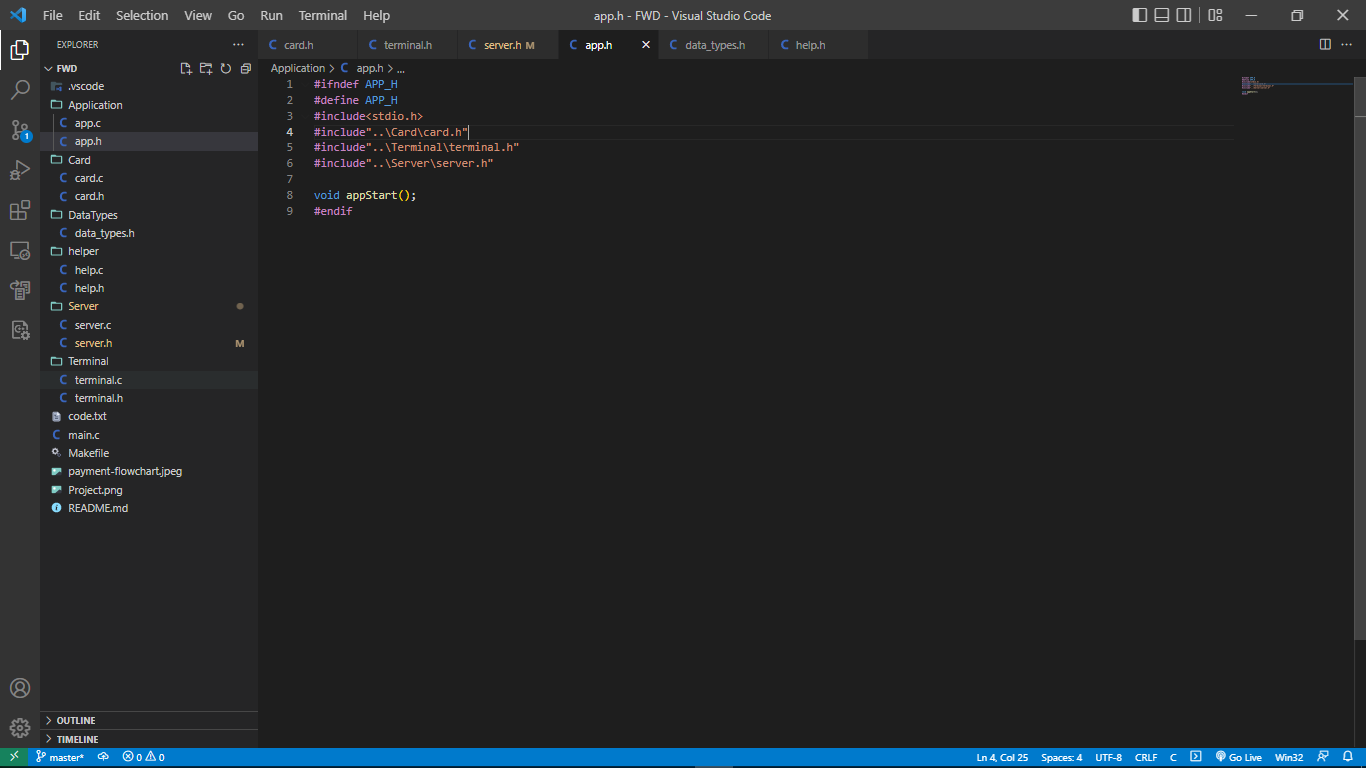 File Edit Selection View Go Run Terminal Help
app.h - FWD - Visual Studio Code
EXPLORER
card.h
terminal.h
server.h M
app.h
data_types.h
help.h
FWD
Application > C app.h > ...
.vscode
Application
app.c
app.h
Card
card.c
card.h
DataTypes
data_types.h
helper
help.c
help.h
Server
server.c
server.h M
Terminal
terminal.c
terminal.h
code.txt
main.c
Makefile
payment-flowchart.jpeg
Project.png
README.md
OUTLINE
TIMELINE
1 #ifndef APP_H
2 #define APP_H
3 #include<stdio.h>
4 #include"..\Card\card.h"
5 #include"..\Terminal\terminal.h"
6 #include"..\Server\server.h"
7
8 void appStart();
9 #endif
1
master* 0 0 Ln 4, Col 25 Spaces: 4 UTF-8 CRLF C Go Live Win32